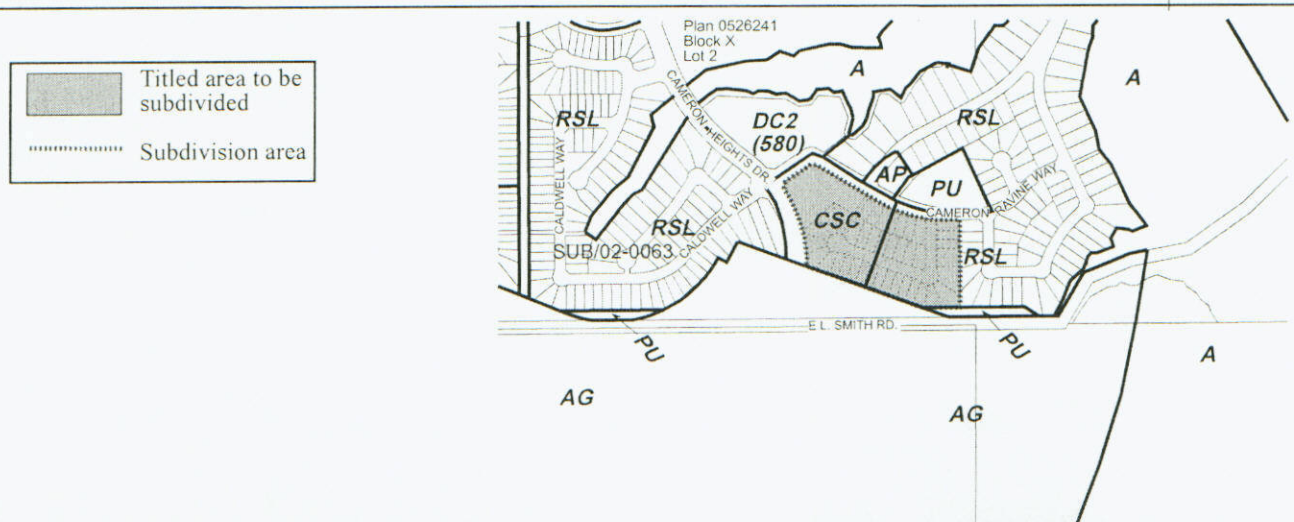 Titled area to be
subdivided
Subdivision area
Plan 0526241
Block X
Lot 2
A
A
CAMERON HEIGHTS DR.
DC2
(580)
RSL
RSL
CALDWELL WAY
AP
PU
CAMERON RAVINE WAY
CSC
RSL
CALDWELL WAY
SUB/02-0063
RSL
E.L. SMITH RD.
PU
PU
A
AG
AG